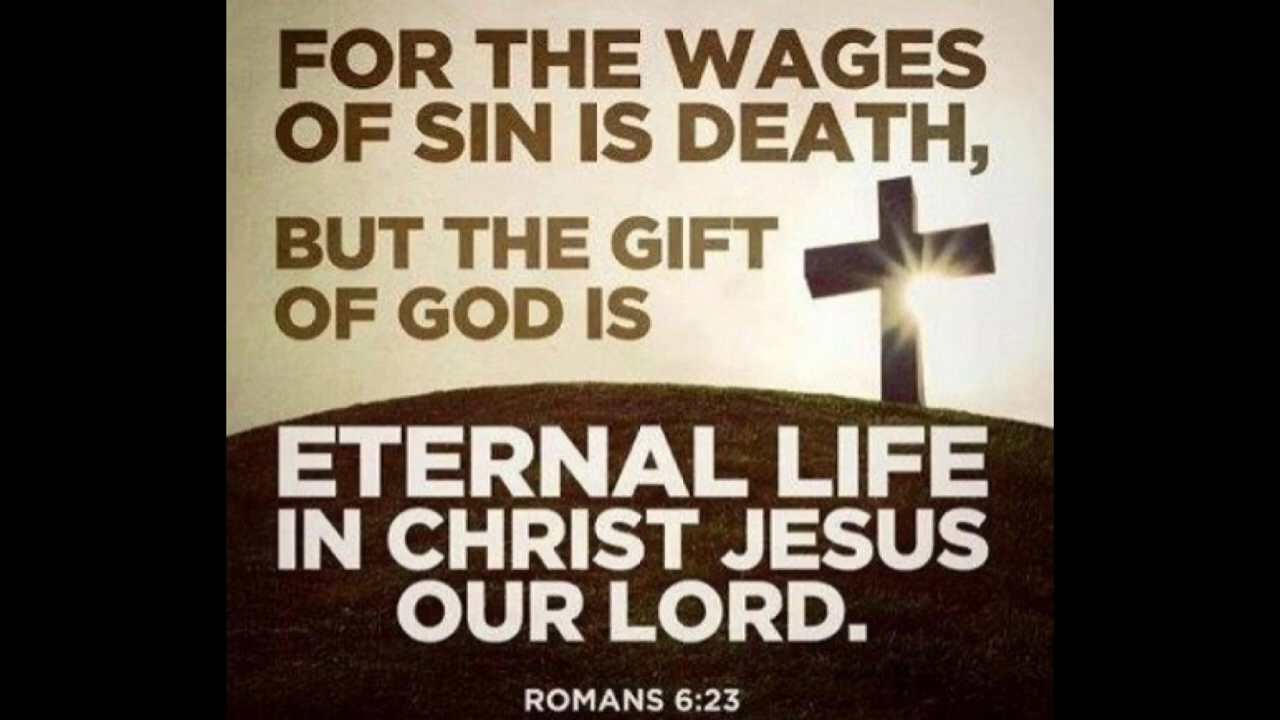 FOR THE WAGES
OF SIN IS DEATH,
BUT THE GIFT
OF GOD IS
ETERNAL LIFE
IN CHRIST JESUS
OUR LORD.
ROMANS 6:23